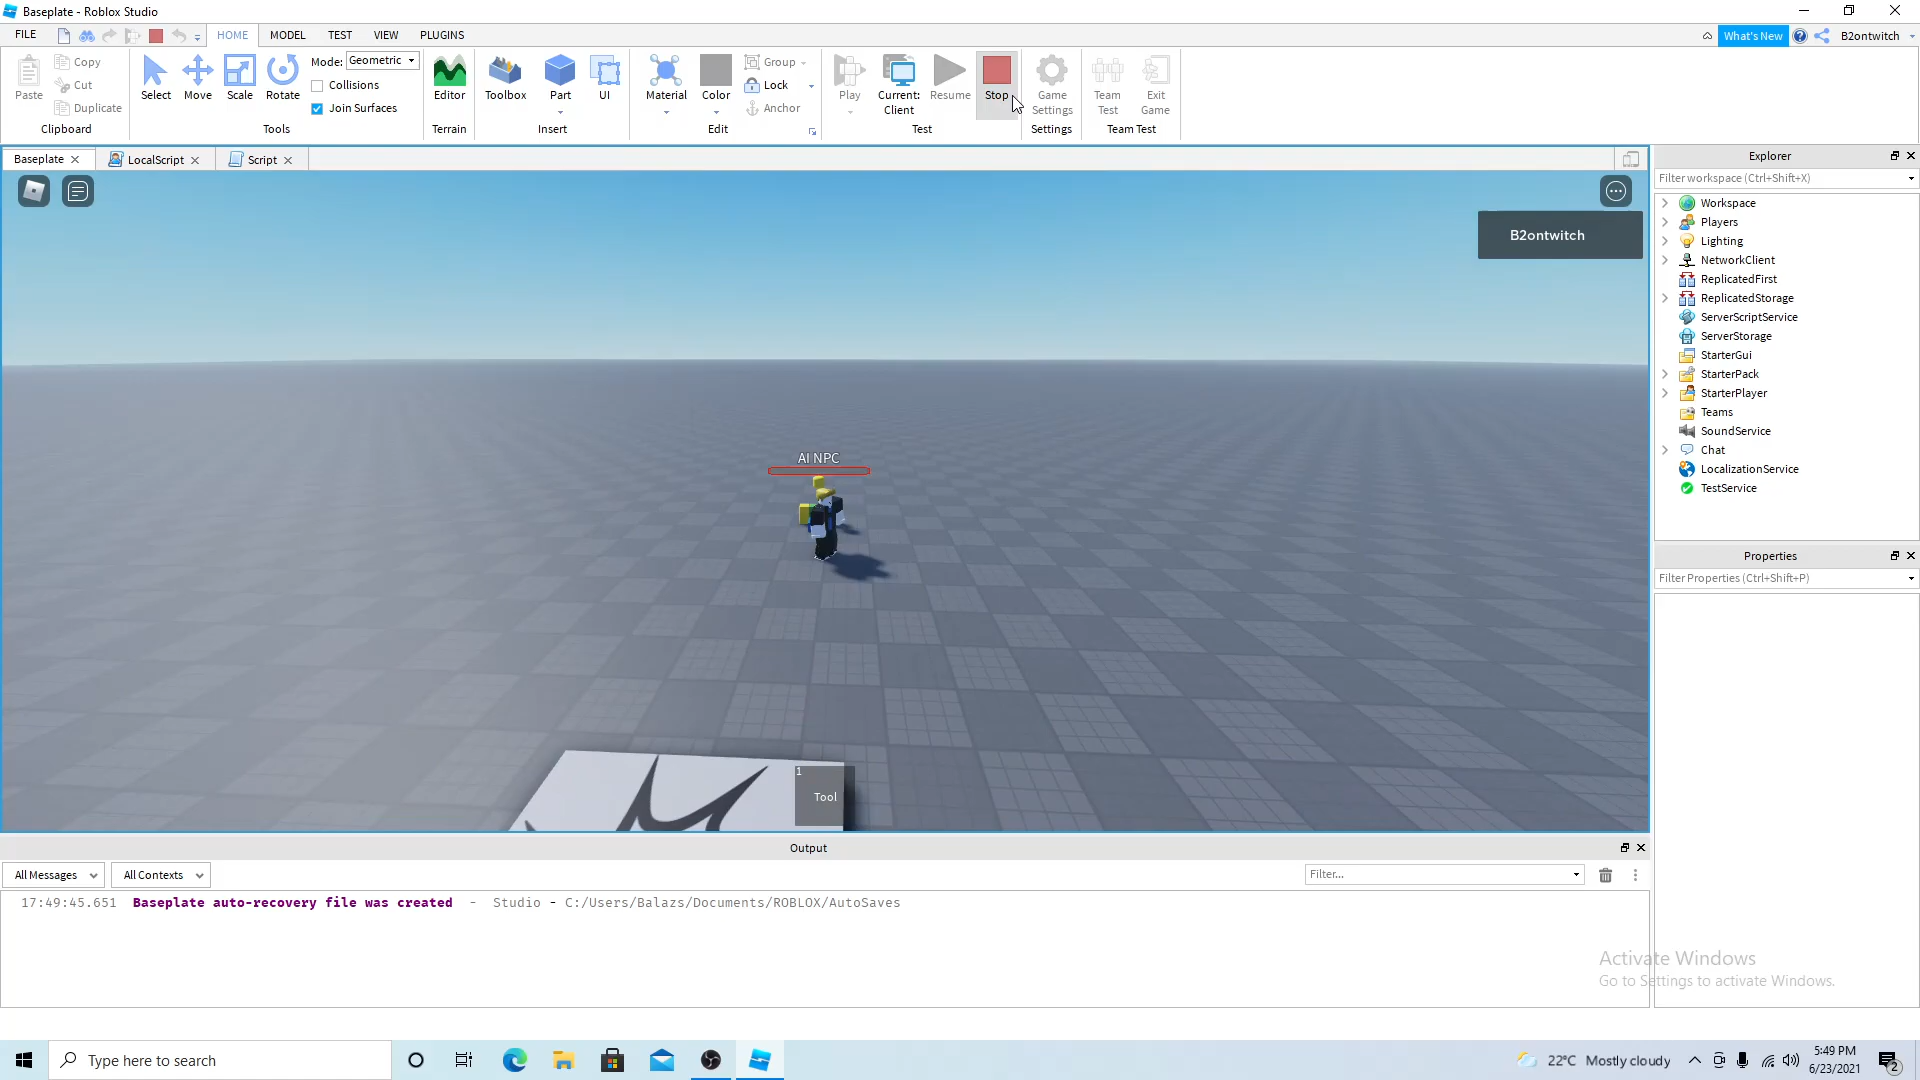 Baseplate - Roblox Studio
FILE
HOME
MODEL
TEST
VIEW
PLUGINS
What's New
B2ontwitch
Paste
Copy
Cut
Duplicate
Clipboard
Select
Move
Scale
Rotate
Mode: Geometric
Collisions
Join Surfaces
Tools
Editor
Terrain
Toolbox
Part
UI
Insert
Material
Color
Group
Lock
Anchor
Edit
Play
Current:
Client
Resume
Stop
Test
Game
Settings
Settings
Team
Test
Exit
Game
Team Test
Baseplate
LocalScript
Script
B2ontwitch
AI NPC
1
Tool
Explorer
Filter workspace (Ctrl+Shift+X)
Workspace
Players
Lighting
NetworkClient
ReplicatedFirst
ReplicatedStorage
ServerScriptService
ServerStorage
StarterGui
StarterPack
StarterPlayer
Teams
SoundService
Chat
LocalizationService
TestService
Properties
Filter Properties (Ctrl+Shift+P)
Output
All Messages
All Contexts
Filter...
17:49:45.651 Baseplate auto-recovery file was created - Studio - C:/Users/Balazs/Documents/ROBLOX/AutoSaves
Activate Windows
Go to Settings to activate Windows.
Type here to search
22°C Mostly cloudy
5:49 PM
6/23/2021
2